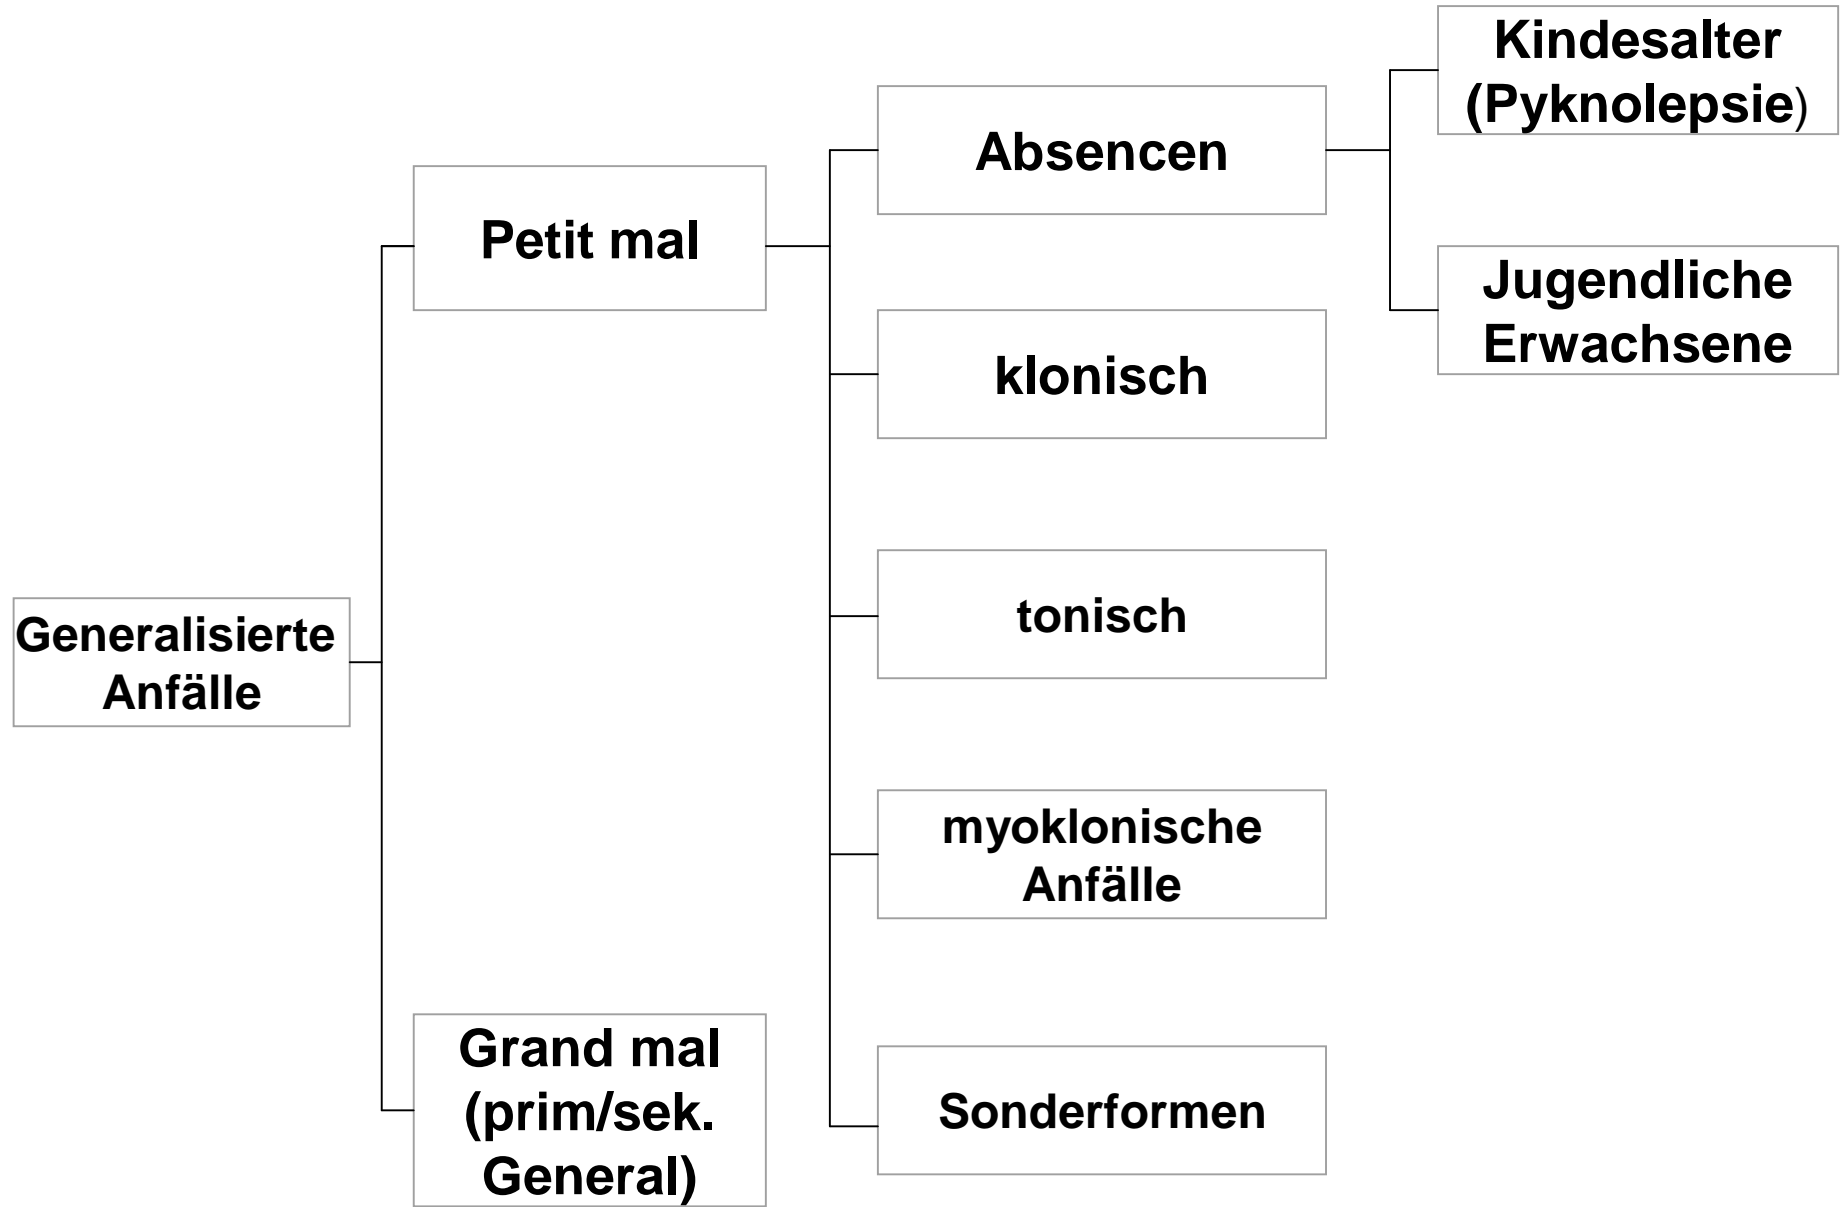 Generalisierte
Anfälle
Petit mal
Grand mal
(prim/sek.
General)
Absencen
klonisch
tonisch
myoklonische
Anfälle
Sonderformen
Kindesalter
(Pyknolepsie)
Jugendliche
Erwachsene